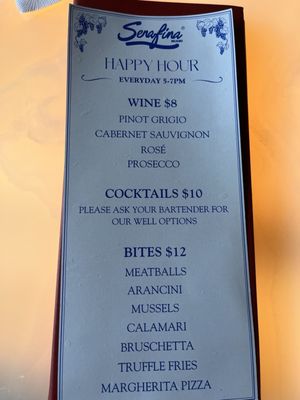 Serafina
HAPPY HOUR
EVERYDAY 5-7PM
WINE $8
PINOT GRIGIO
CABERNET SAUVIGNON
ROSÉ
PROSECCO
COCKTAILS $10
PLEASE ASK YOUR BARTENDER FOR
OUR WELL OPTIONS
BITES $12
MEATBALLS
ARANCINI
MUSSELS
CALAMARI
BRUSCHETTA
TRUFFLE FRIES
MARGHERITA PIZZA